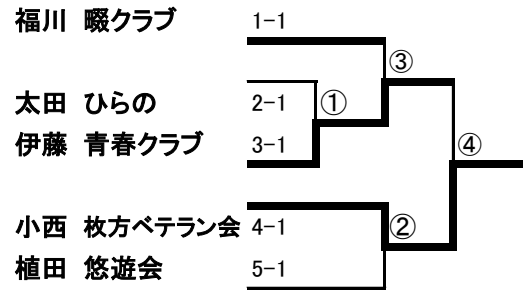 福川 畷クラブ 1-1
③
太田 ひらの 2-1 ①
伊藤 青春クラブ 3-1 ④
小西 枚方ベテラン会 4-1 ②
植田 悠遊会 5-1